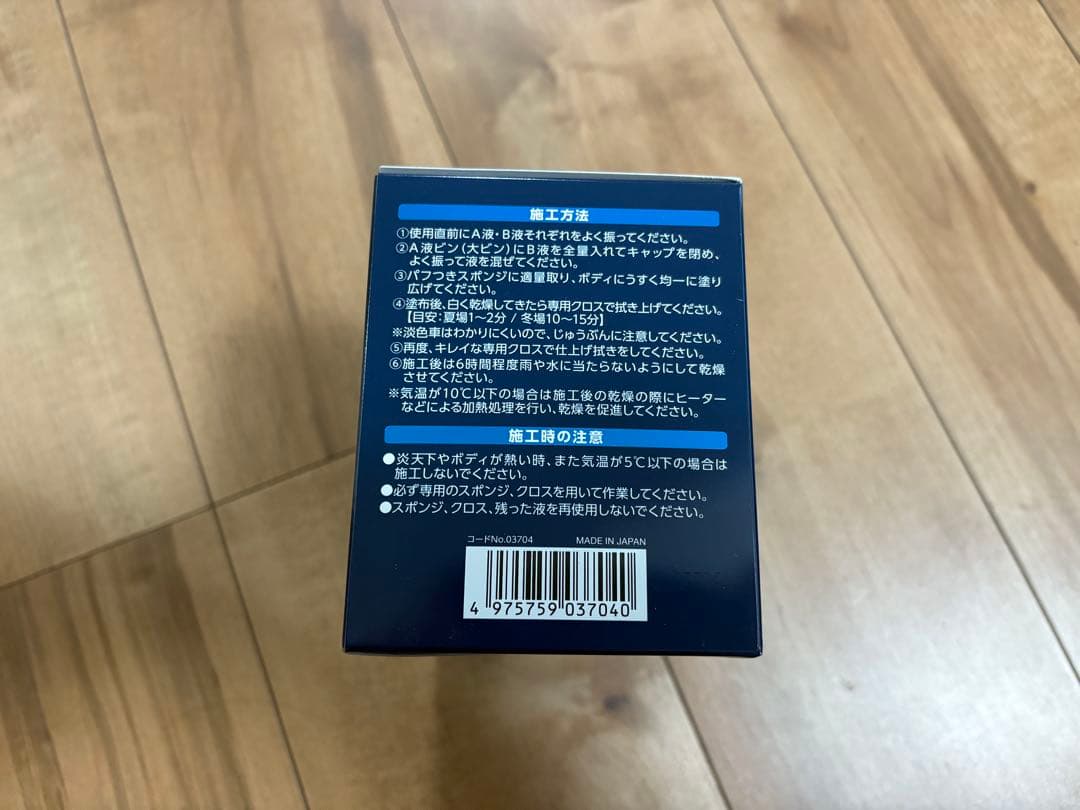 施工方法
①使用直前にA液・B液それぞれをよく振ってください。
②A液ビン(大ビン)にB液を全量入れてキャップを閉め、
よく振って液を混ぜてください。
③パフつきスポンジに適量取り、ボディにうすく均一に塗り
広げてください。
④塗布後、白く乾燥してきたら専用クロスで拭き上げてください。
【目安:夏場1～2分 / 冬場10～15分】
※淡色車はわかりにくいので、じゅうぶんに注意してください。
⑤再度、キレイな専用クロスで仕上げ拭きをしてください。
⑥施工後は6時間程度雨や水に当たらないようにして乾燥
させてください。
※気温が10℃以下の場合は施工後の乾燥の際にヒーター
などによる加熱処理を行い、乾燥を促進してください。
施工時の注意
●炎天下やボディが熱い時、また気温が5℃以下の場合は
施工しないでください。
●必ず専用のスポンジ、クロスを用いて作業してください。
●スポンジ、クロス、残った液を再使用しないでください。
コードNo.03704 MADE IN JAPAN
4 975759 037040